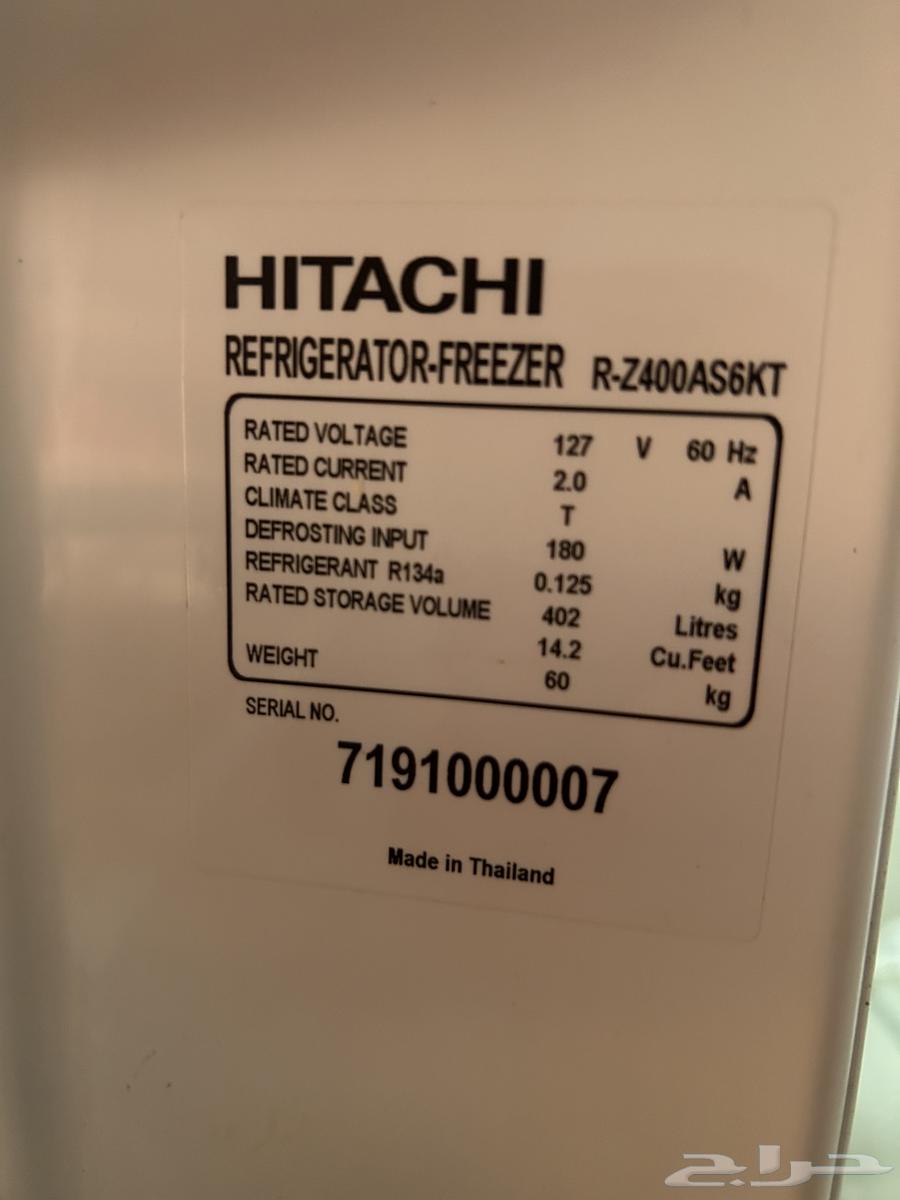 HITACHI
REFRIGERATOR-FREEZER R-Z400AS6KT
RATED VOLTAGE 127 V 60 Hz
RATED CURRENT 2.0 A
CLIMATE CLASS T
DEFROSTING INPUT 180 W
REFRIGERANT R134a 0.125 kg
RATED STORAGE VOLUME 402 Litres
14.2 Cu.Feet
WEIGHT 60 kg
SERIAL NO.
7191000007
Made in Thailand
حراج